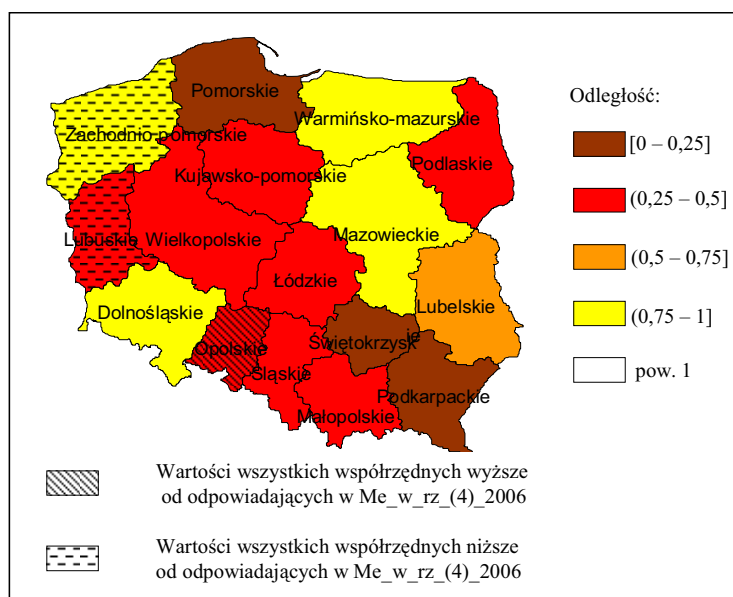 Pomorskie
Warmińsko-mazurskie
Zachodnio-pomorskie
Podlaskie
Kujawsko-pomorskie
Lubuskie
Wielkopolskie
Mazowieckie
Łódzkie
Lubelskie
Dolnośląskie
Opolskie
Świętokrzyskie
Śląskie
Małopolskie
Podkarpackie
Odległość:
[0 – 0,25]
(0,25 – 0,5]
(0,5 – 0,75]
(0,75 – 1]
pow. 1
Wartości wszystkich współrzędnych wyższe
od odpowiadających w Me_w_rz_(4)_2006
Wartości wszystkich współrzędnych niższe
od odpowiadających w Me_w_rz_(4)_2006